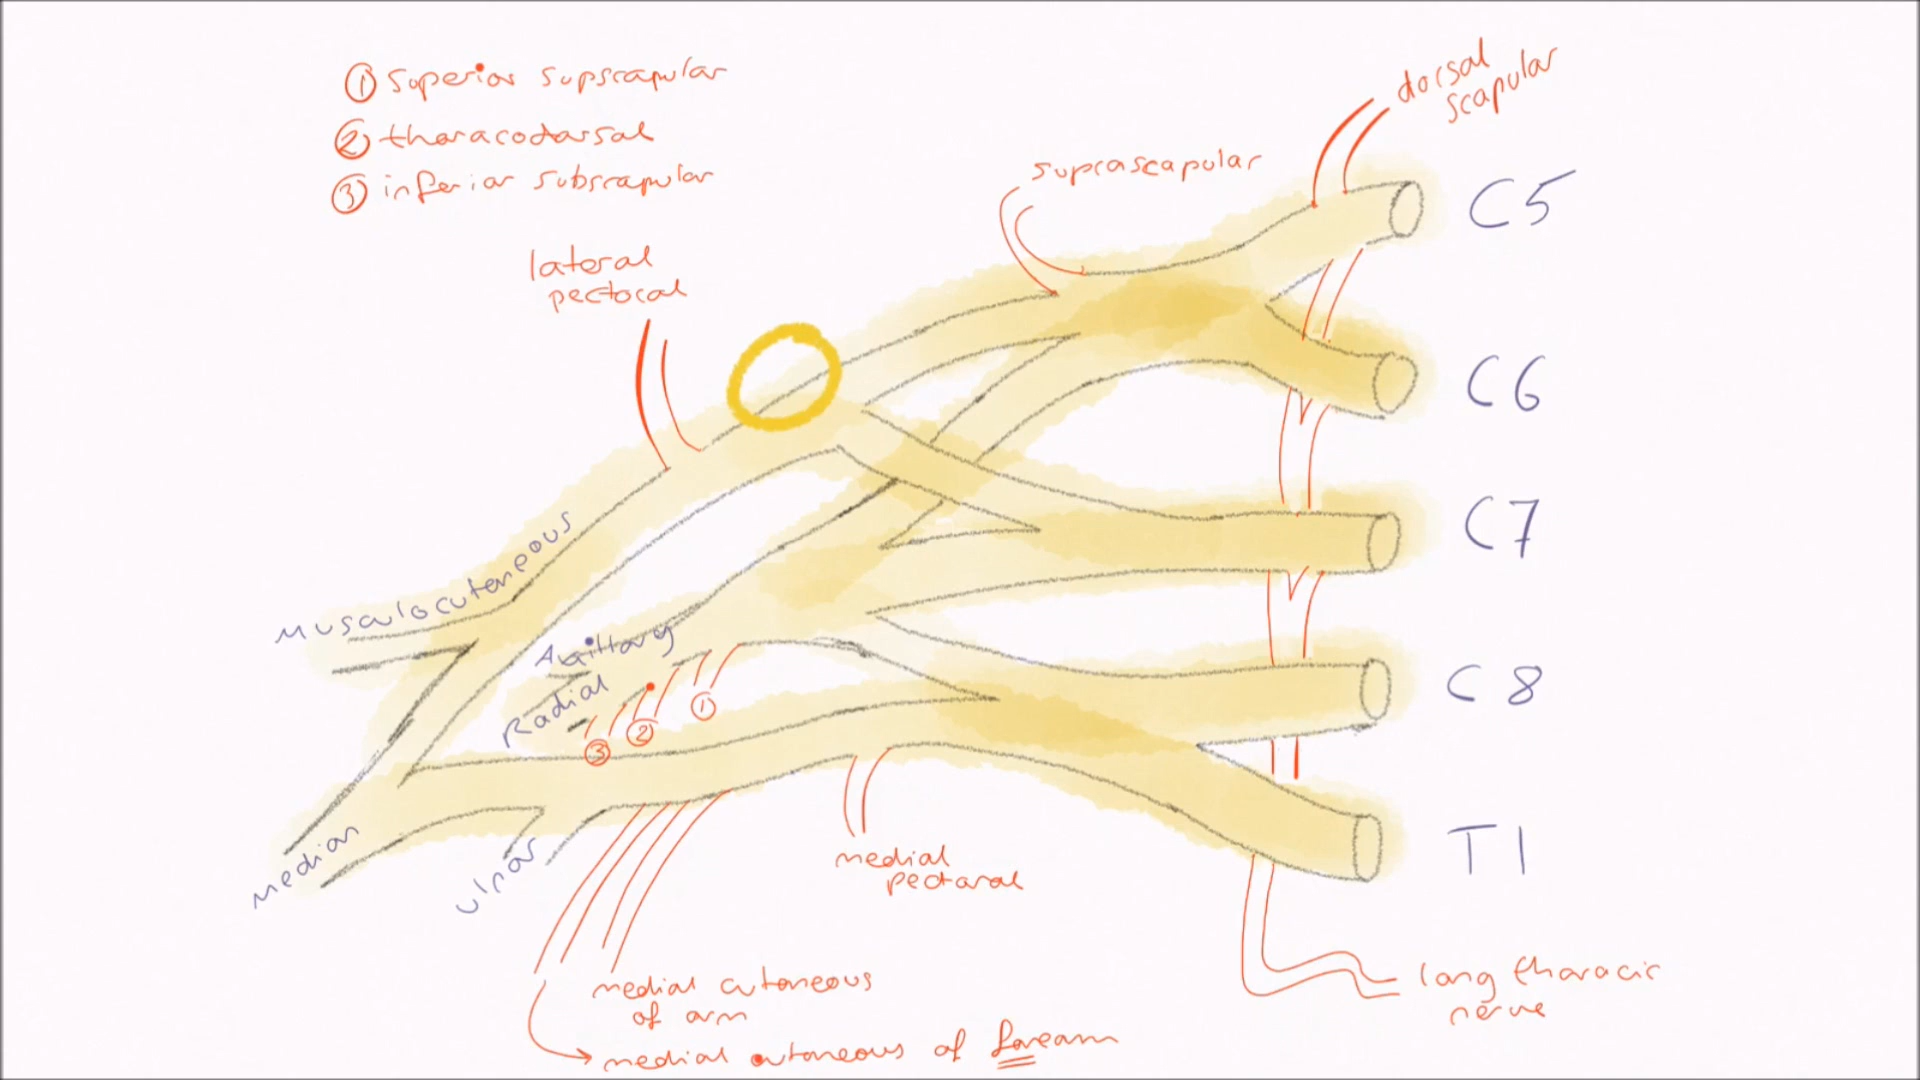 ① Superior supscapular
② thoracodorsal
③ inferior subscapular
dorsal
scapular
suprascapular
C5
lateral
pectoral
C6
C7
Musculocutaneous
Axillary
Radial
C8
①
②
③
median
ulnar
medial
pectoral
T1
medial cutaneous
of arm
medial cutaneous of forearm
long thoracic
nerve